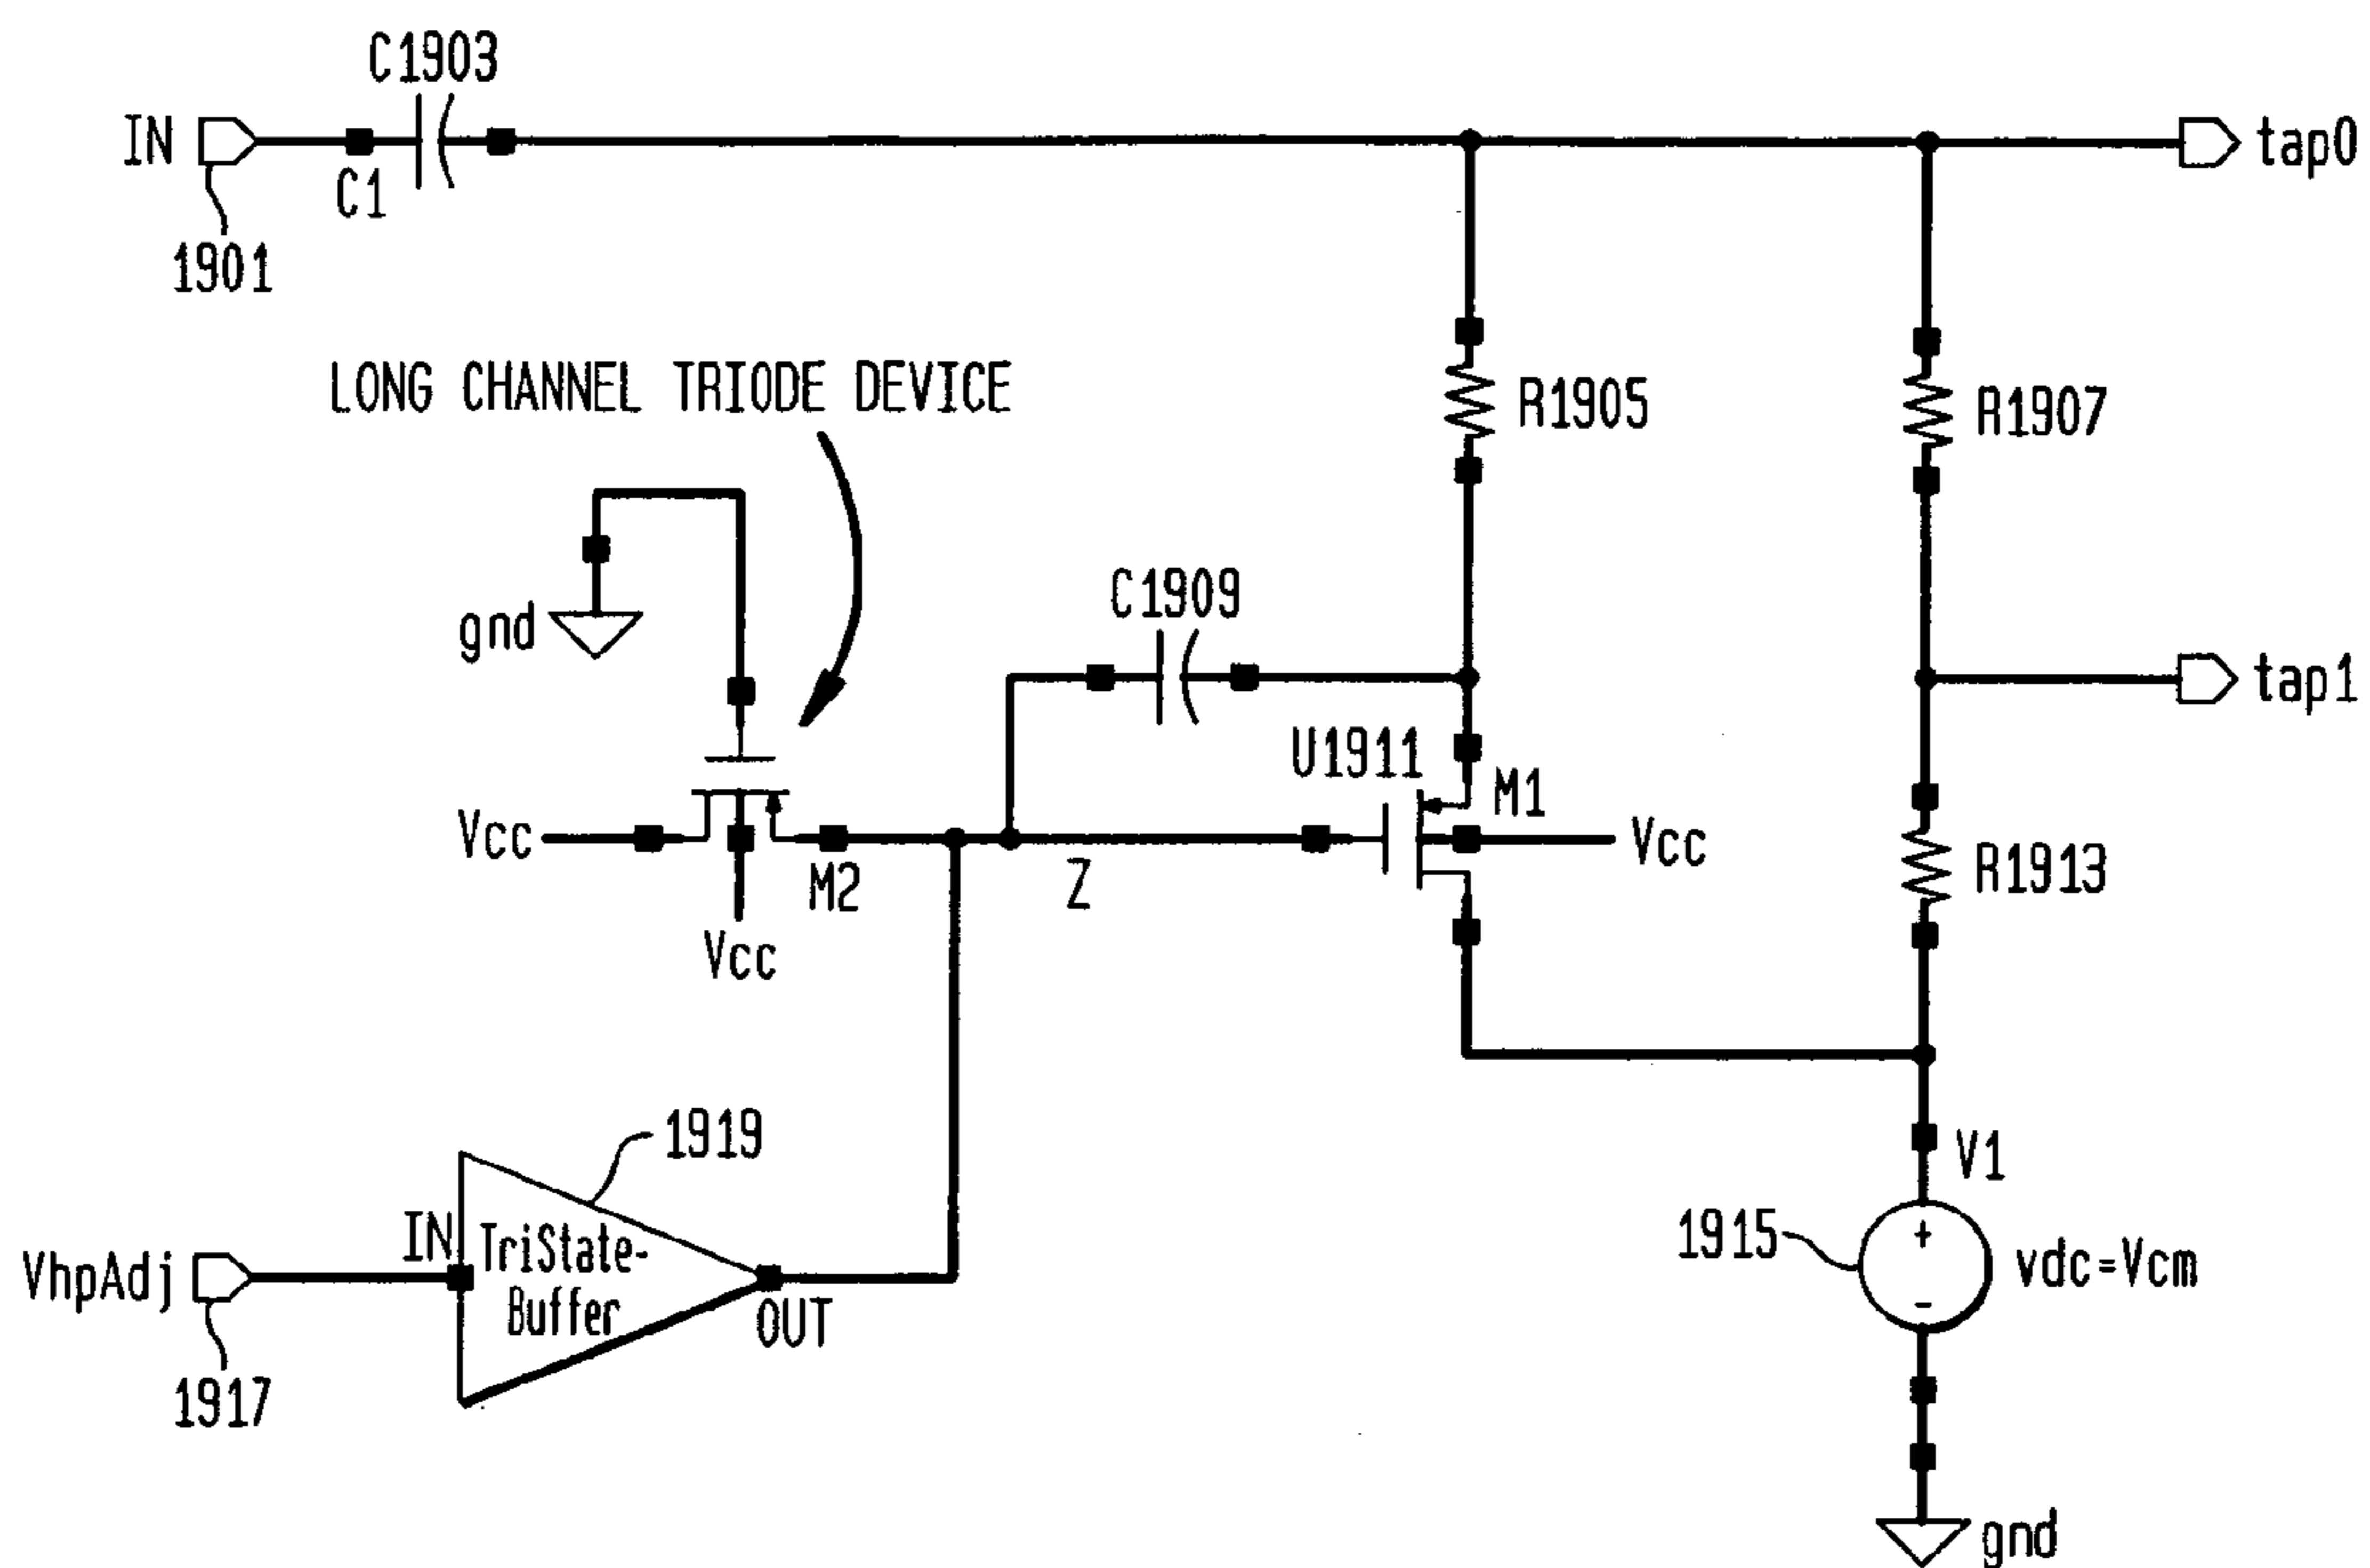 C1903
IN
C1
1901
tap0
LONG CHANNEL TRIODE DEVICE
R1905
R1907
gnd
C1909
tap1
U1911
M1
Vcc
Vcc
M2
Z
R1913
Vcc
1919
V1
1915
+
vdc=Vcm
-
VhpAdj
IN
TriState-
Buffer
OUT
1917
gnd